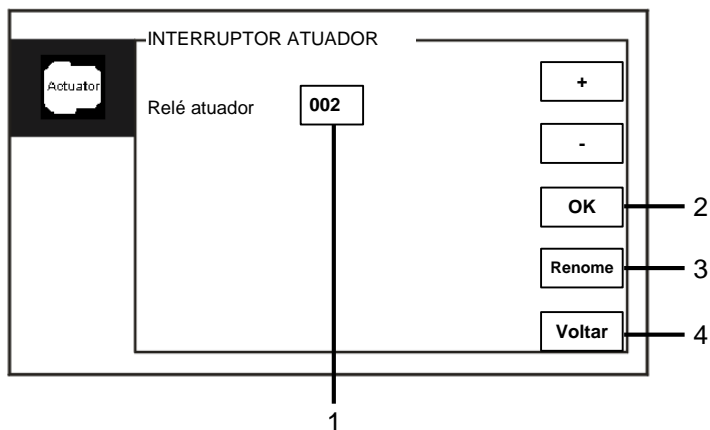 INTERRUPTOR ATUADOR
Actuator
Relé atuador
002
+
-
OK
Renome
Voltar
2
3
4
1